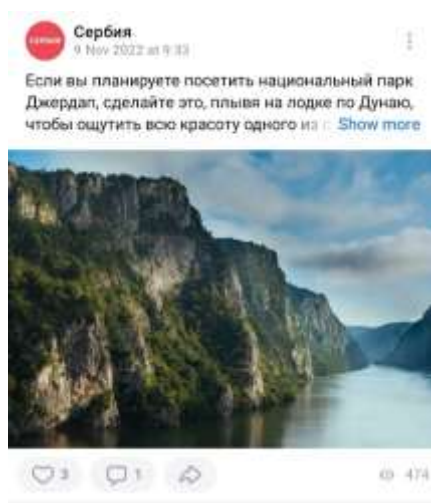 Сербия
9 Nov 2022 at 9:33
Если вы планируете посетить национальный парк
Джердап, сделайте это, плывя на лодке по Дунаю,
чтобы ощутить всю красоту одного из Show more
3 1 474